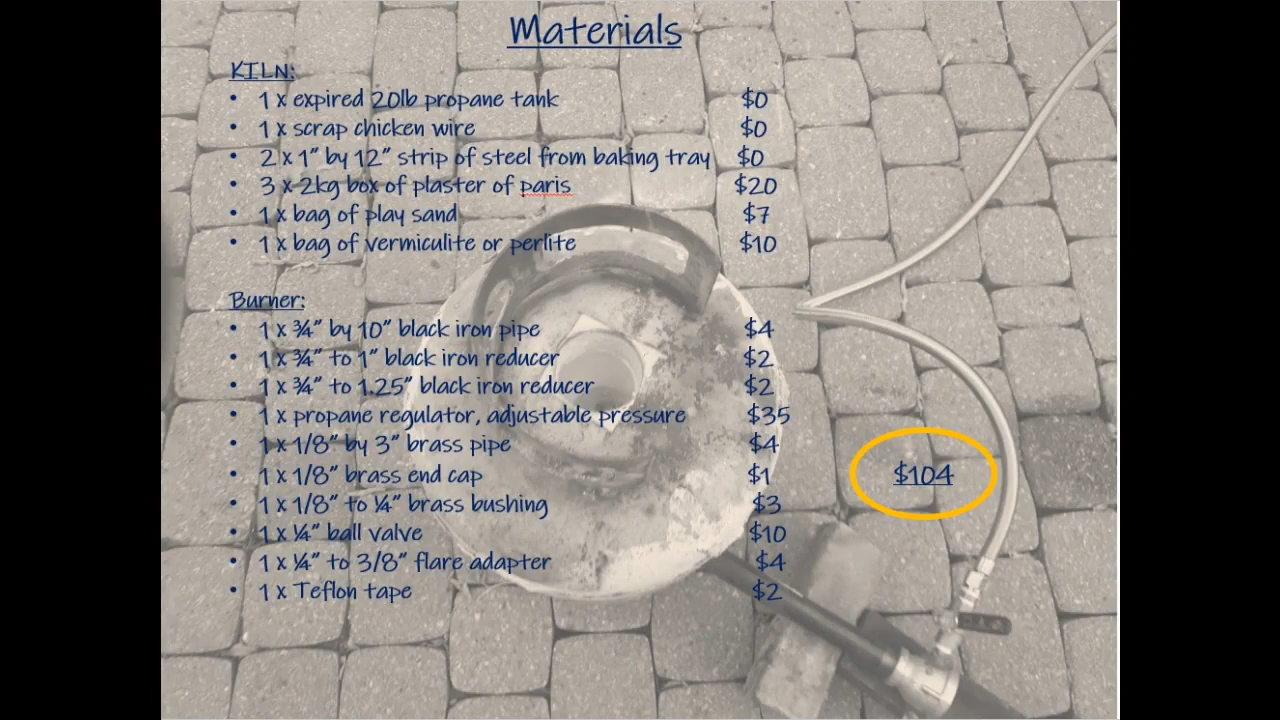 Materials
KILN:
• 1 x expired 20lb propane tank $0
• 1 x scrap chicken wire $0
• 2 x 1” by 12” strip of steel from baking tray $0
• 3 x 2kg box of plaster of paris $20
• 1 x bag of play sand $7
• 1 x bag of vermiculite or perlite $10
Burner:
• 1 x ¾” by 10” black iron pipe $4
• 1 x ¾” to 1” black iron reducer $2
• 1 x ¾” to 1.25” black iron reducer $2
• 1 x propane regulator, adjustable pressure $35
• 1 x 1/8” by 3” brass pipe $4
• 1 x 1/8” brass end cap $1 $104
• 1 x 1/8” to ¼” brass bushing $3
• 1 x ¼” ball valve $10
• 1 x ¼” to 3/8” flare adapter $4
• 1 x Teflon tape $2